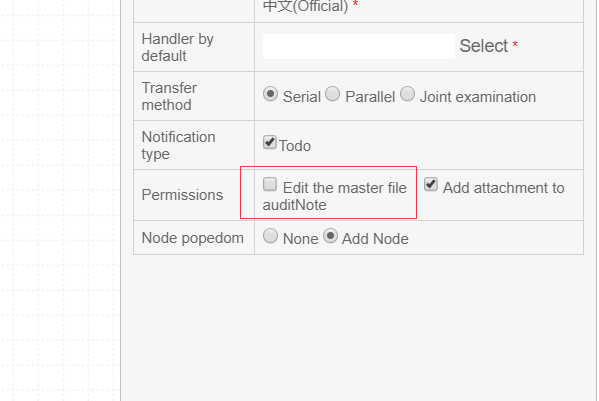 中文(Official) *
Handler by default
Select *
Transfer method
Serial Parallel Joint examination
Notification type
Todo
Permissions
Edit the master file Add attachment to
auditNote
Node popedom
None Add Node